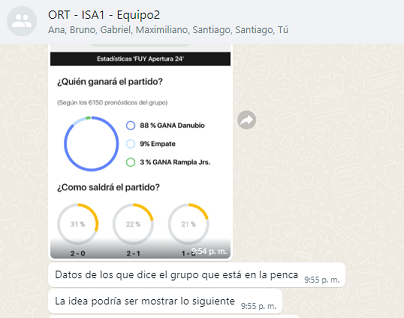 ORT - ISA1 - Equipo2
Ana, Bruno, Gabriel, Maximiliano, Santiago, Santiago, Tú
Estadísticas 'FUY Apertura 24'
¿Quién ganará el partido?
(Según los 6150 pronósticos del grupo)
88 % GANA Danubio
9% Empate
3 % GANA Rampla Jrs.
¿Como saldrá el partido?
31 % 22 % 21 %
2 - 0 2 - 1 1 -
9:54 p. m.
Datos de los que dice el grupo que está en la penca 9:55 p. m.
La idea podría ser mostrar lo siguiente 9:55 p. m.